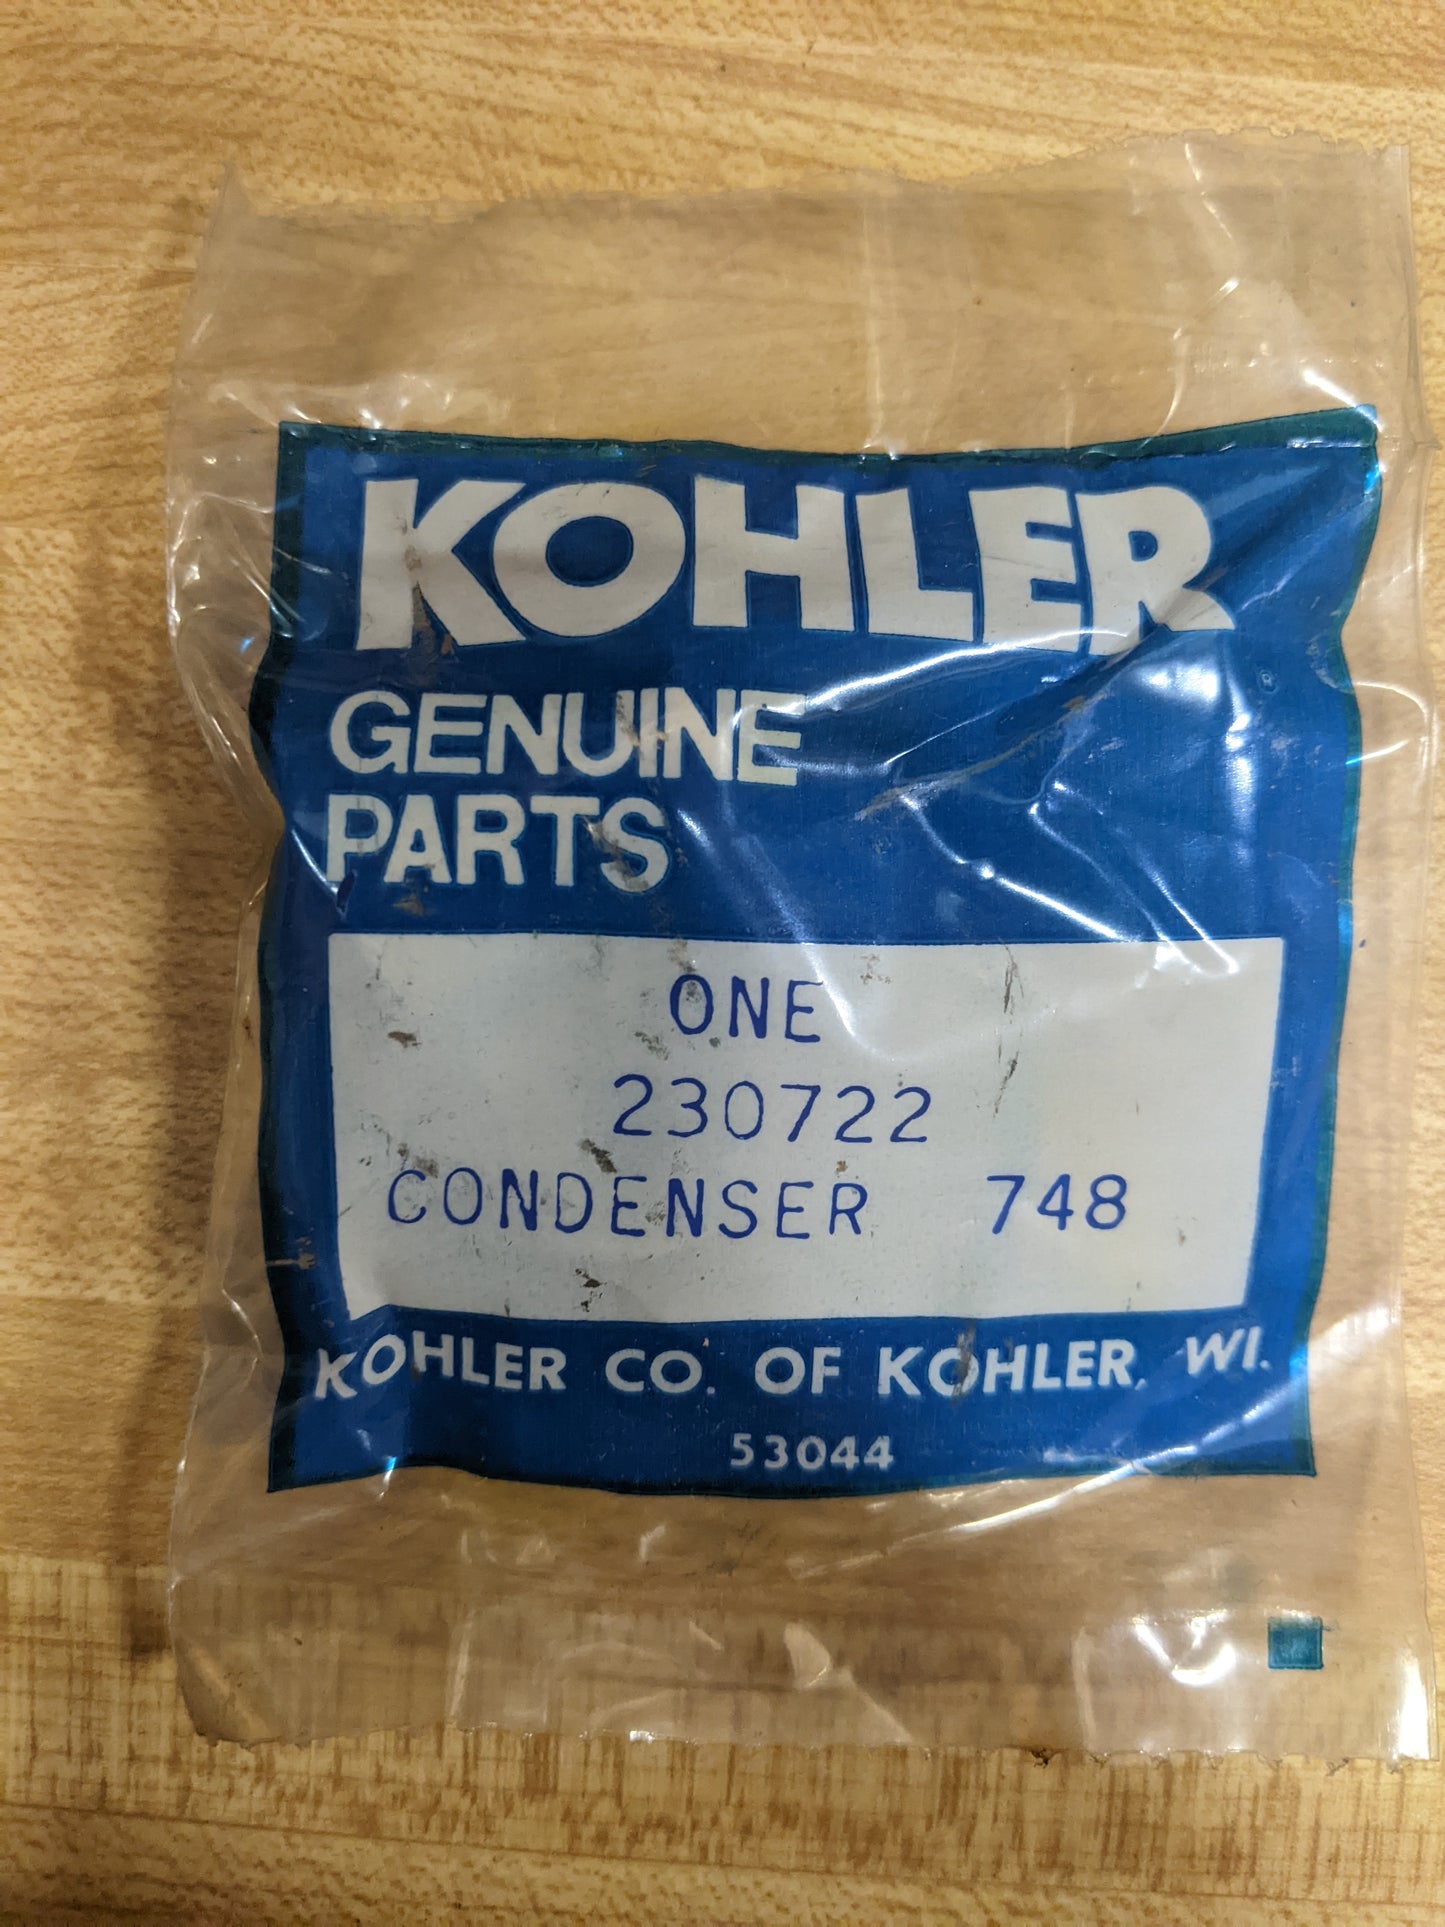 KOHLER
GENUINE
PARTS
ONE
230722
CONDENSER 748
KOHLER CO. OF KOHLER, WI.
53044